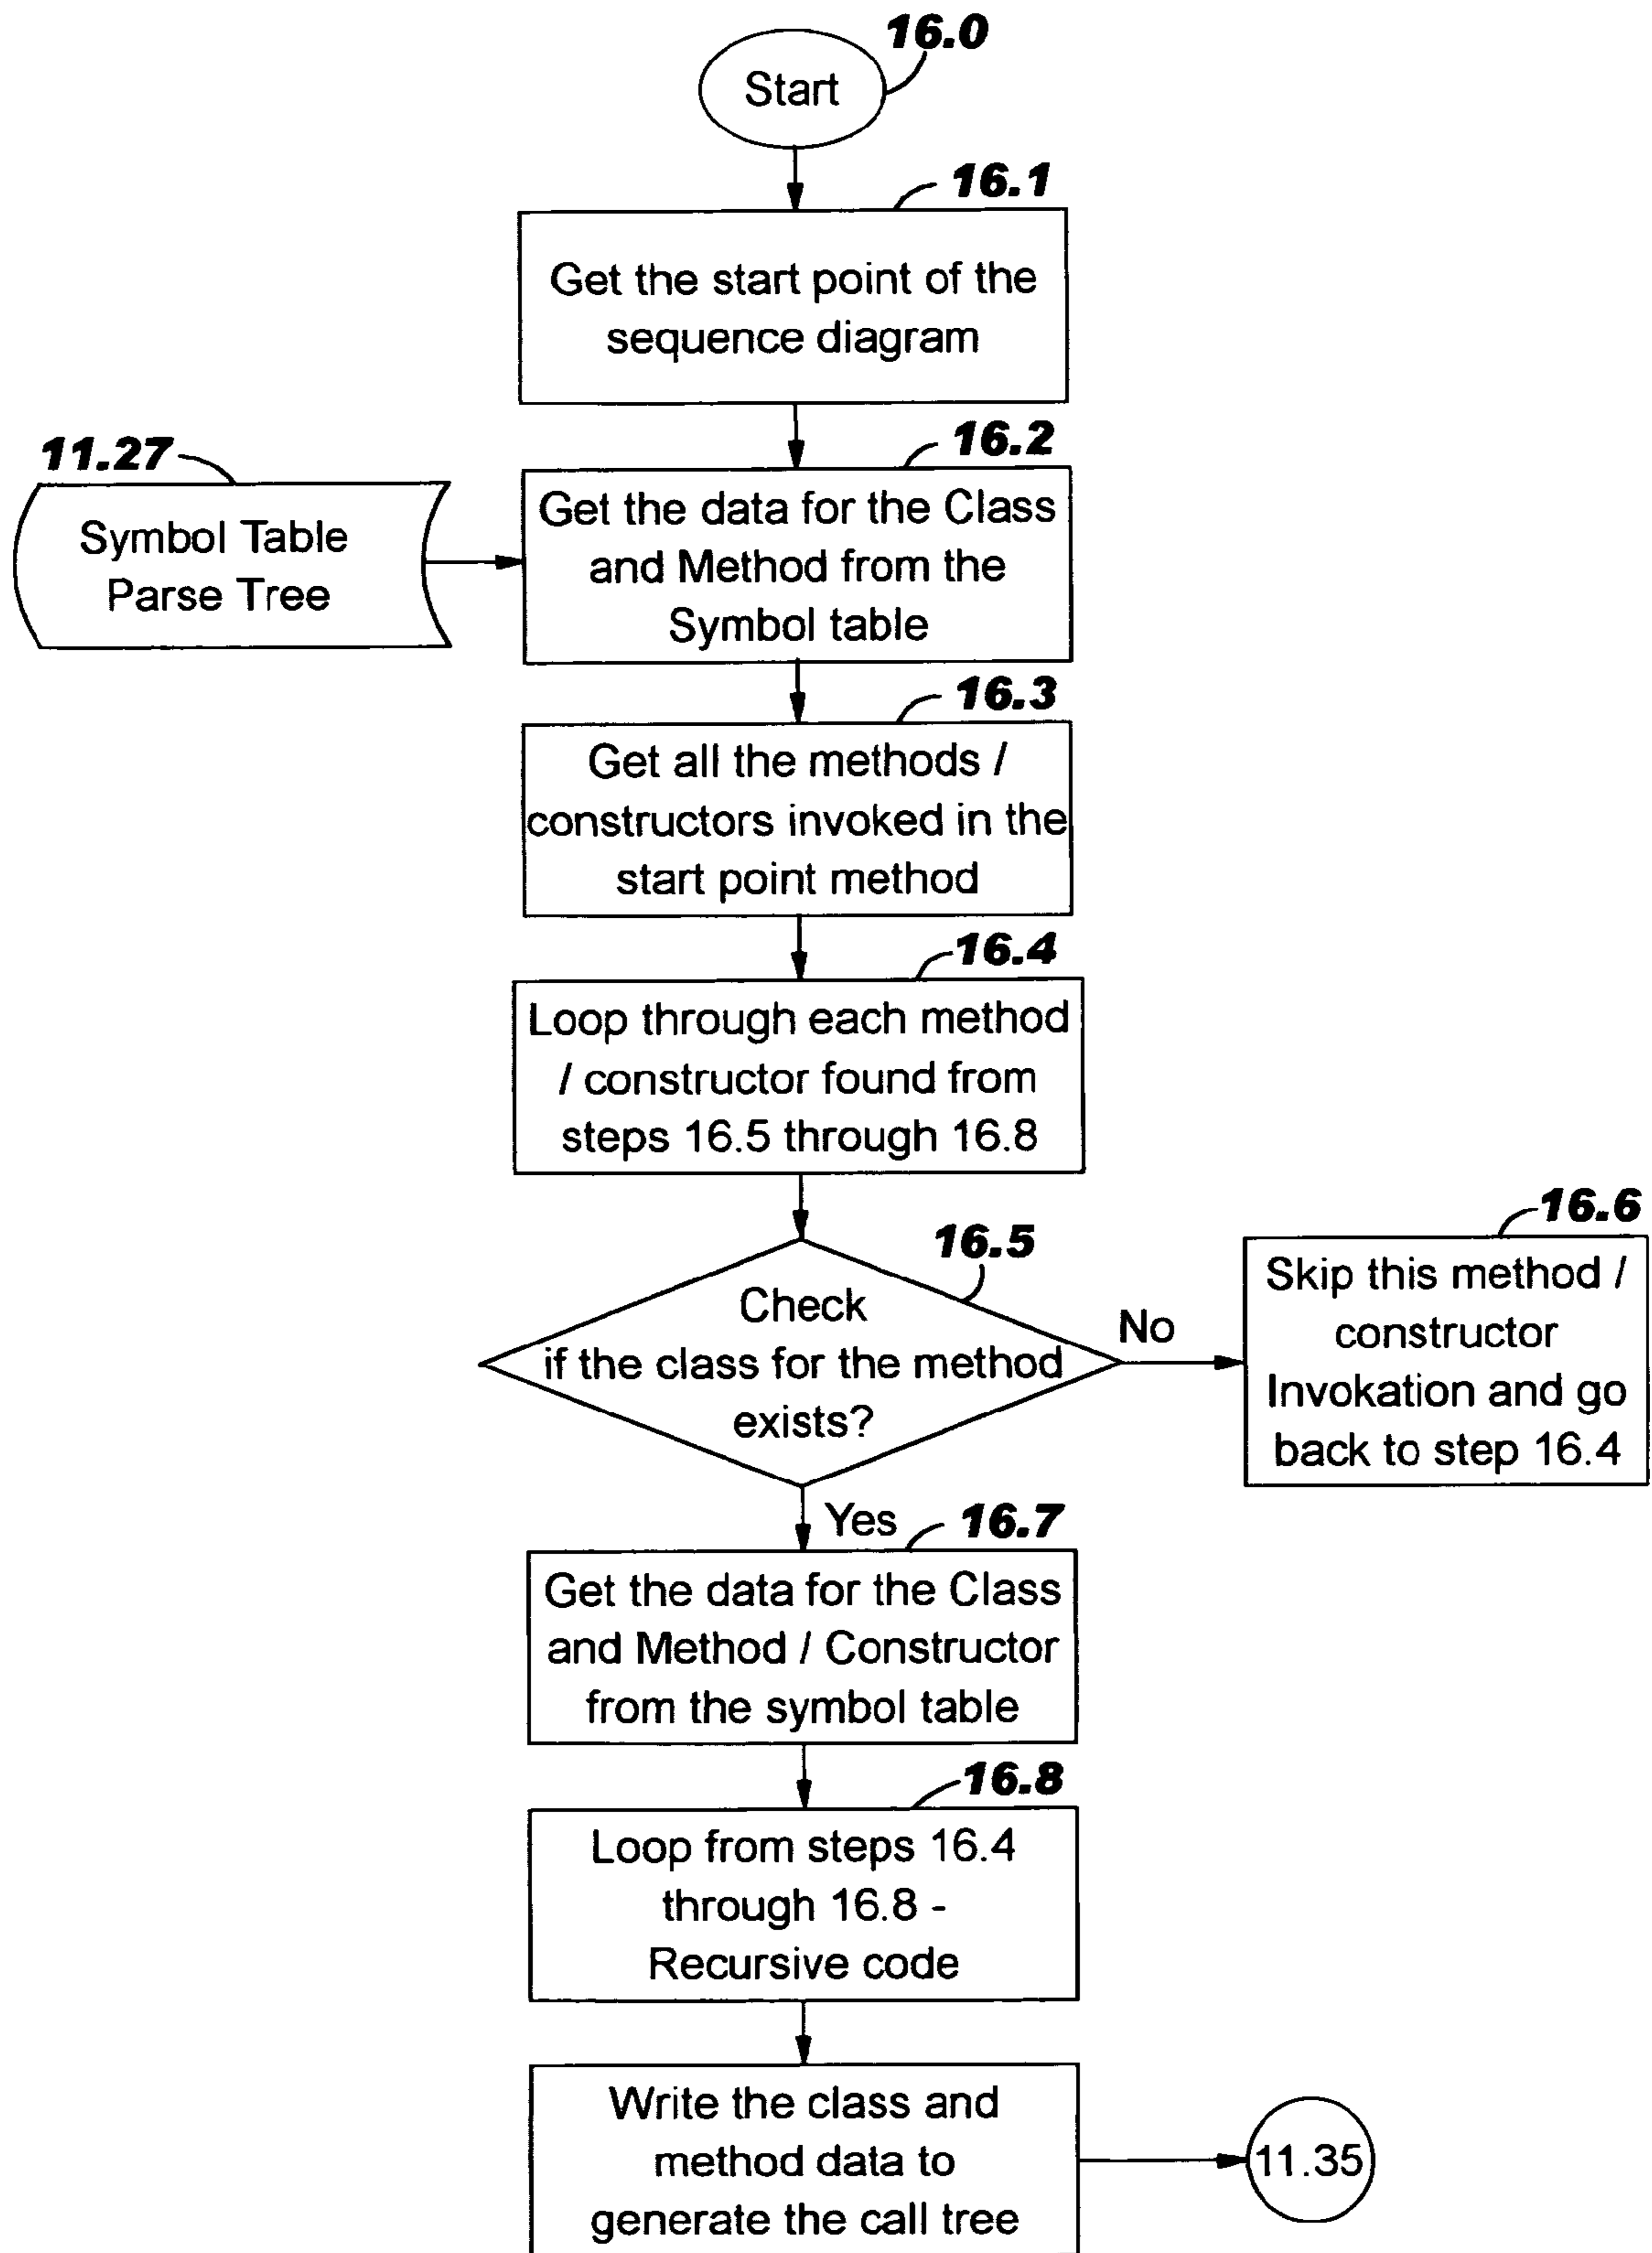 16.0
Start
16.1
Get the start point of the
sequence diagram
11.27
Symbol Table
Parse Tree
16.2
Get the data for the Class
and Method from the
Symbol table
16.3
Get all the methods /
constructors invoked in the
start point method
16.4
Loop through each method
/ constructor found from
steps 16.5 through 16.8
16.5
Check
if the class for the method
exists?
No
16.6
Skip this method /
constructor
Invokation and go
back to step 16.4
Yes
16.7
Get the data for the Class
and Method / Constructor
from the symbol table
16.8
Loop from steps 16.4
through 16.8 -
Recursive code
Write the class and
method data to
generate the call tree
11.35